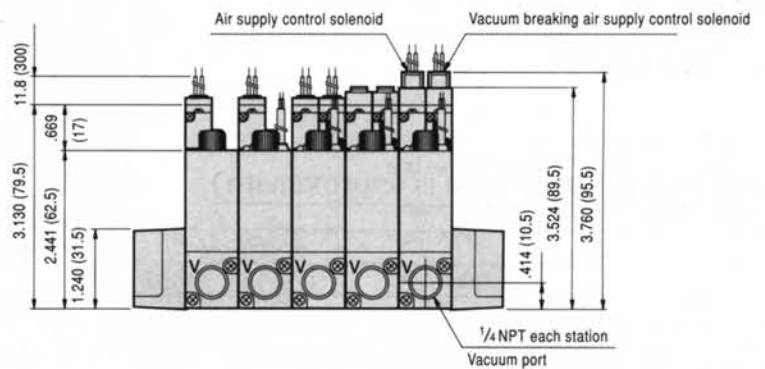 Air supply control solenoid
Vacuum breaking air supply control solenoid
11.8 (300)
.669
(17)
3.130 (79.5)
2.441 (62.5)
1.240 (31.5)
.414 (10.5)
3.524 (89.5)
3.760 (95.5)
V
V
V
V
V
1/4 NPT each station
Vacuum port